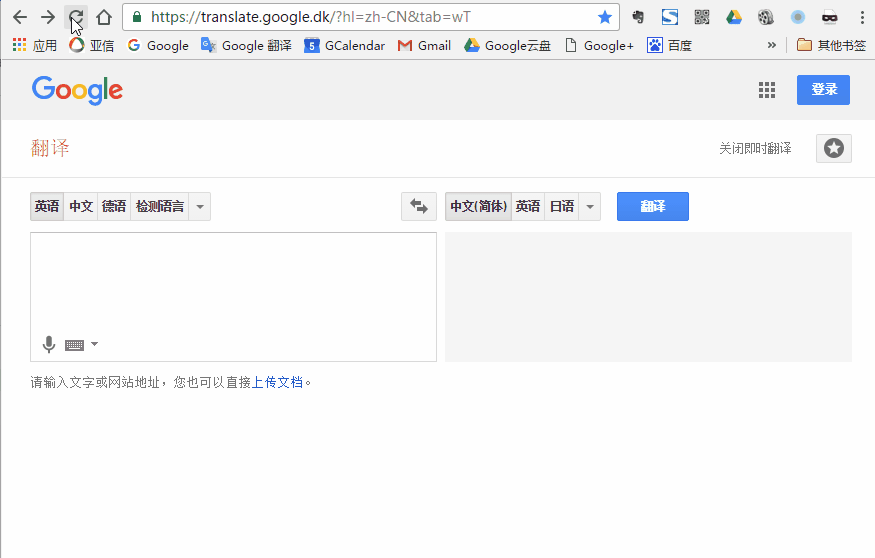 https://translate.google.dk/?hl=zh-CN&tab=wT
应用 亚信 Google Google 翻译 5 GCalendar Gmail Google云盘 Google+ 百度 » 其他书签
Google 登录
翻译 关闭即时翻译
英语 中文 德语 检测语言 中文(简体) 英语 日语 翻译
请输入文字或网站地址，您也可以直接上传文档。